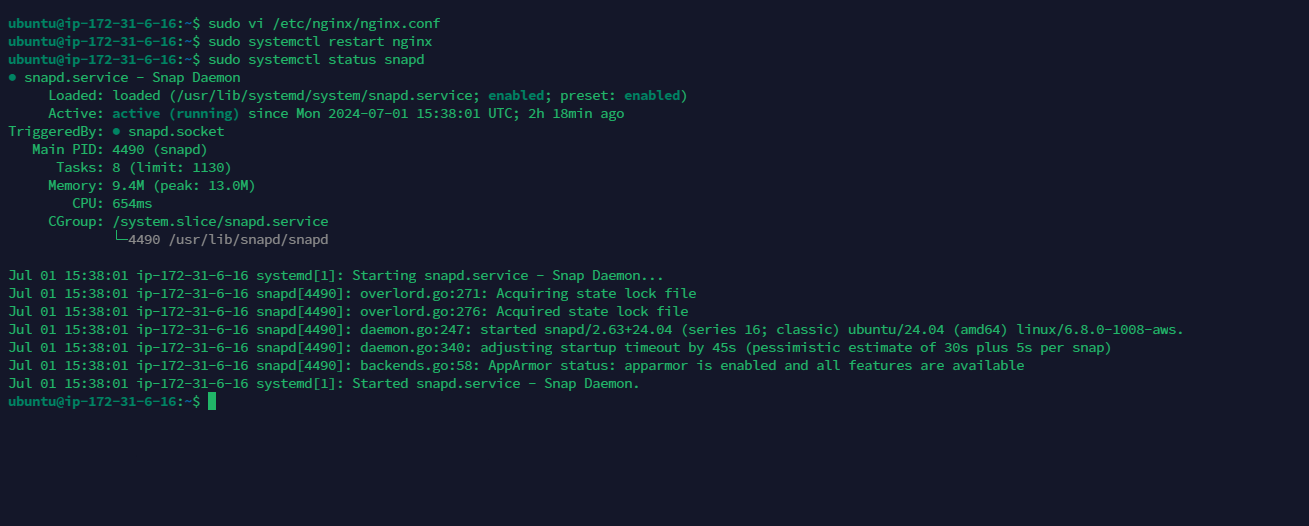 ubuntu@ip-172-31-6-16:~$ sudo vi /etc/nginx/nginx.conf
ubuntu@ip-172-31-6-16:~$ sudo systemctl restart nginx
ubuntu@ip-172-31-6-16:~$ sudo systemctl status snapd
● snapd.service - Snap Daemon
     Loaded: loaded (/usr/lib/systemd/system/snapd.service; enabled; preset: enabled)
     Active: active (running) since Mon 2024-07-01 15:38:01 UTC; 2h 18min ago
TriggeredBy: ● snapd.socket
   Main PID: 4490 (snapd)
      Tasks: 8 (limit: 1130)
     Memory: 9.4M (peak: 13.0M)
        CPU: 654ms
     CGroup: /system.slice/snapd.service
             └─4490 /usr/lib/snapd/snapd

Jul 01 15:38:01 ip-172-31-6-16 systemd[1]: Starting snapd.service - Snap Daemon...
Jul 01 15:38:01 ip-172-31-6-16 snapd[4490]: overlord.go:271: Acquiring state lock file
Jul 01 15:38:01 ip-172-31-6-16 snapd[4490]: overlord.go:276: Acquired state lock file
Jul 01 15:38:01 ip-172-31-6-16 snapd[4490]: daemon.go:247: started snapd/2.63+24.04 (series 16; classic) ubuntu/24.04 (amd64) linux/6.8.0-1008-aws.
Jul 01 15:38:01 ip-172-31-6-16 snapd[4490]: daemon.go:340: adjusting startup timeout by 45s (pessimistic estimate of 30s plus 5s per snap)
Jul 01 15:38:01 ip-172-31-6-16 snapd[4490]: backends.go:58: AppArmor status: apparmor is enabled and all features are available
Jul 01 15:38:01 ip-172-31-6-16 systemd[1]: Started snapd.service - Snap Daemon.
ubuntu@ip-172-31-6-16:~$